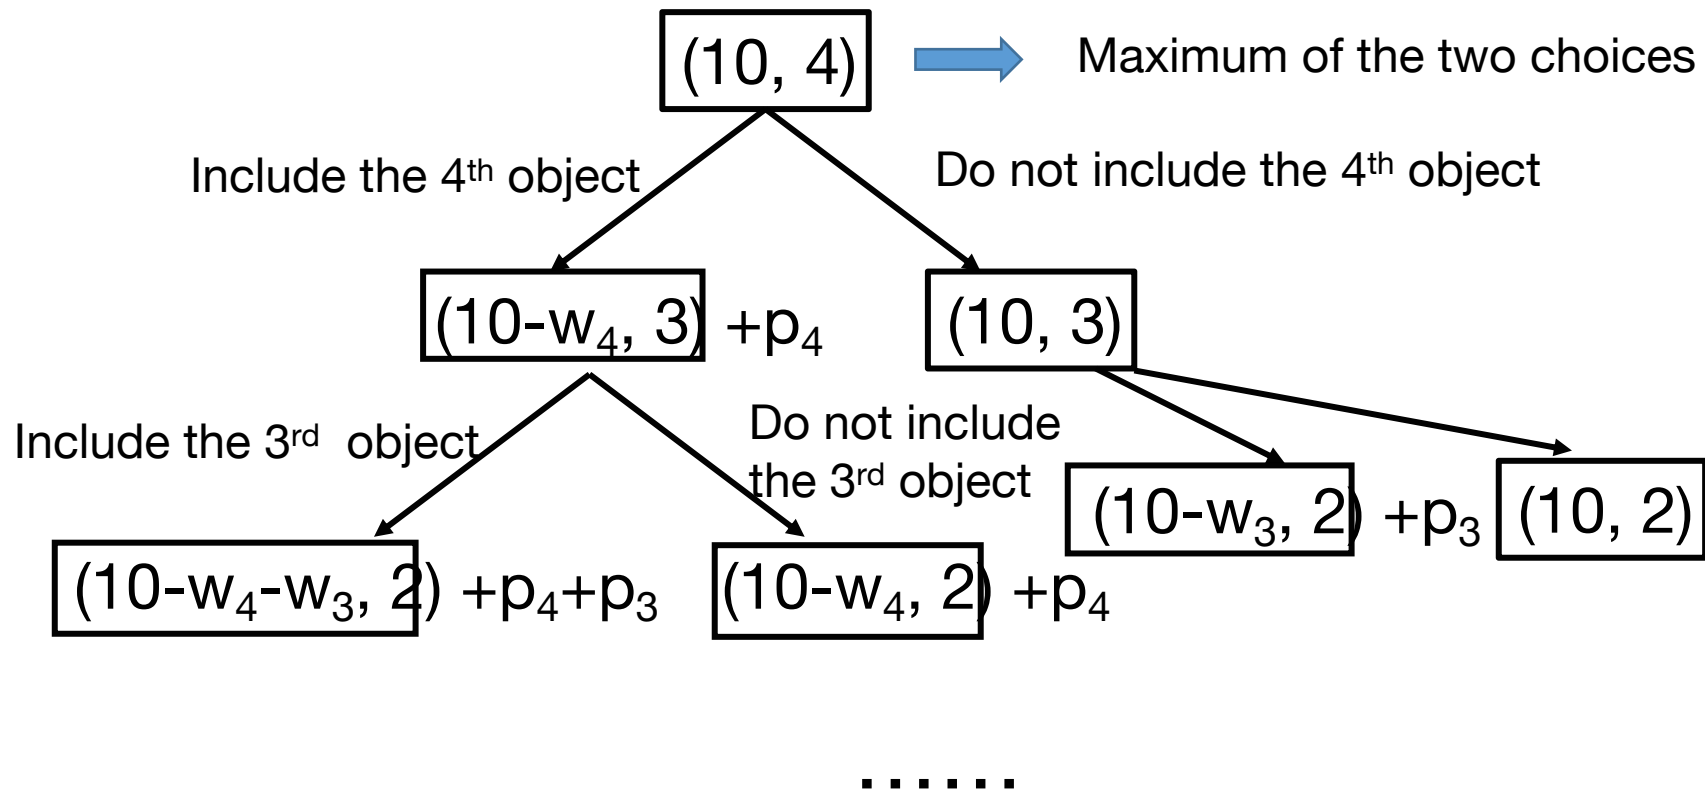 (10, 4)
Maximum of the two choices
Include the 4th object
Do not include the 4th object
(10-w4, 3) +p4
(10, 3)
Include the 3rd object
Do not include
the 3rd object
(10-w3, 2) +p3
(10, 2)
(10-w4-w3, 2) +p4+p3
(10-w4, 2) +p4
......